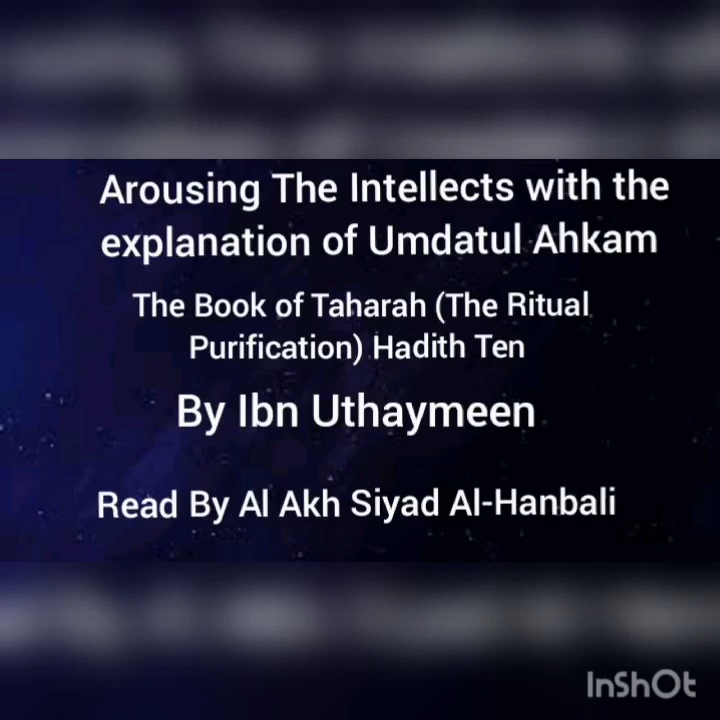 Arousing The Intellects with the
explanation of Umdatul Ahkam
The Book of Taharah (The Ritual
Purification) Hadith Ten
By Ibn Uthaymeen
Read By Al Akh Siyad Al-Hanbali
InShOt